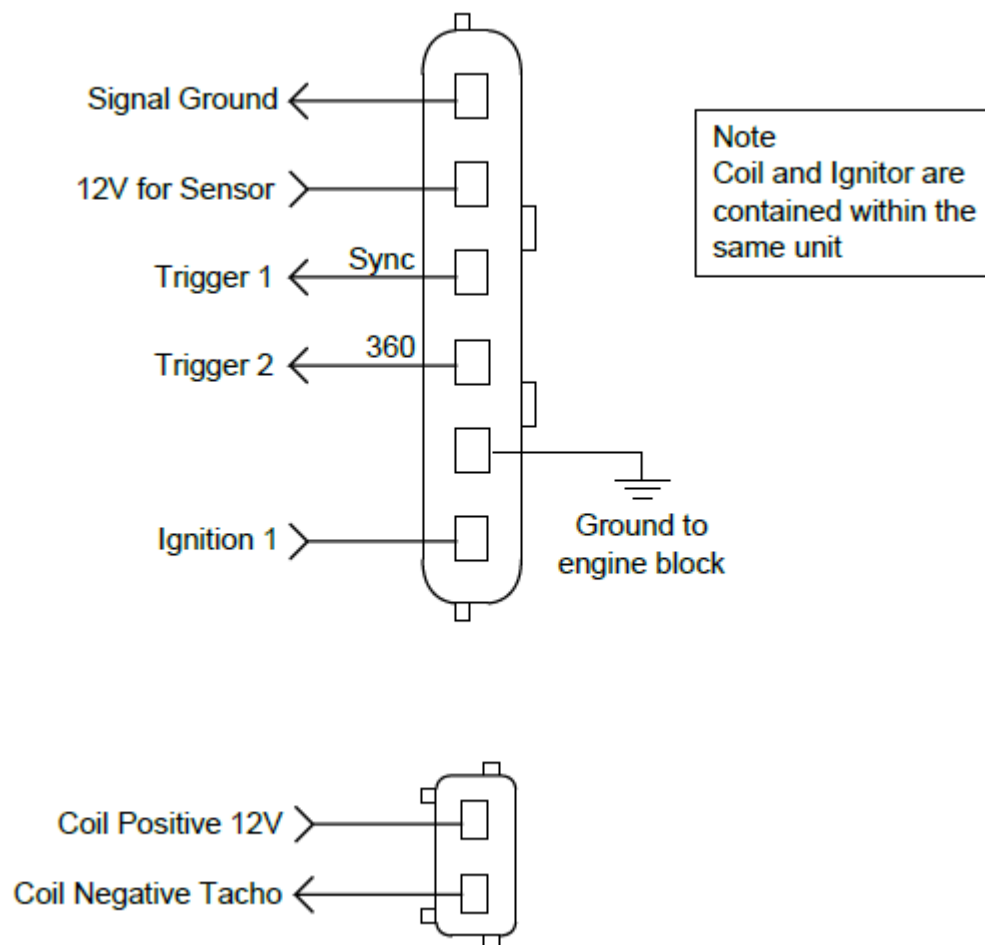 Signal Ground
12V for Sensor
Sync
Trigger 1
360
Trigger 2
Ignition 1
Ground to
engine block
Note
Coil and Ignitor are
contained within the
same unit
Coil Positive 12V
Coil Negative Tacho